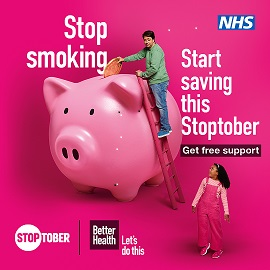 Stop
smoking
NHS
Start
saving
this
Stoptober
Get free support
STOPTOBER
Better
Health
Let's
do this